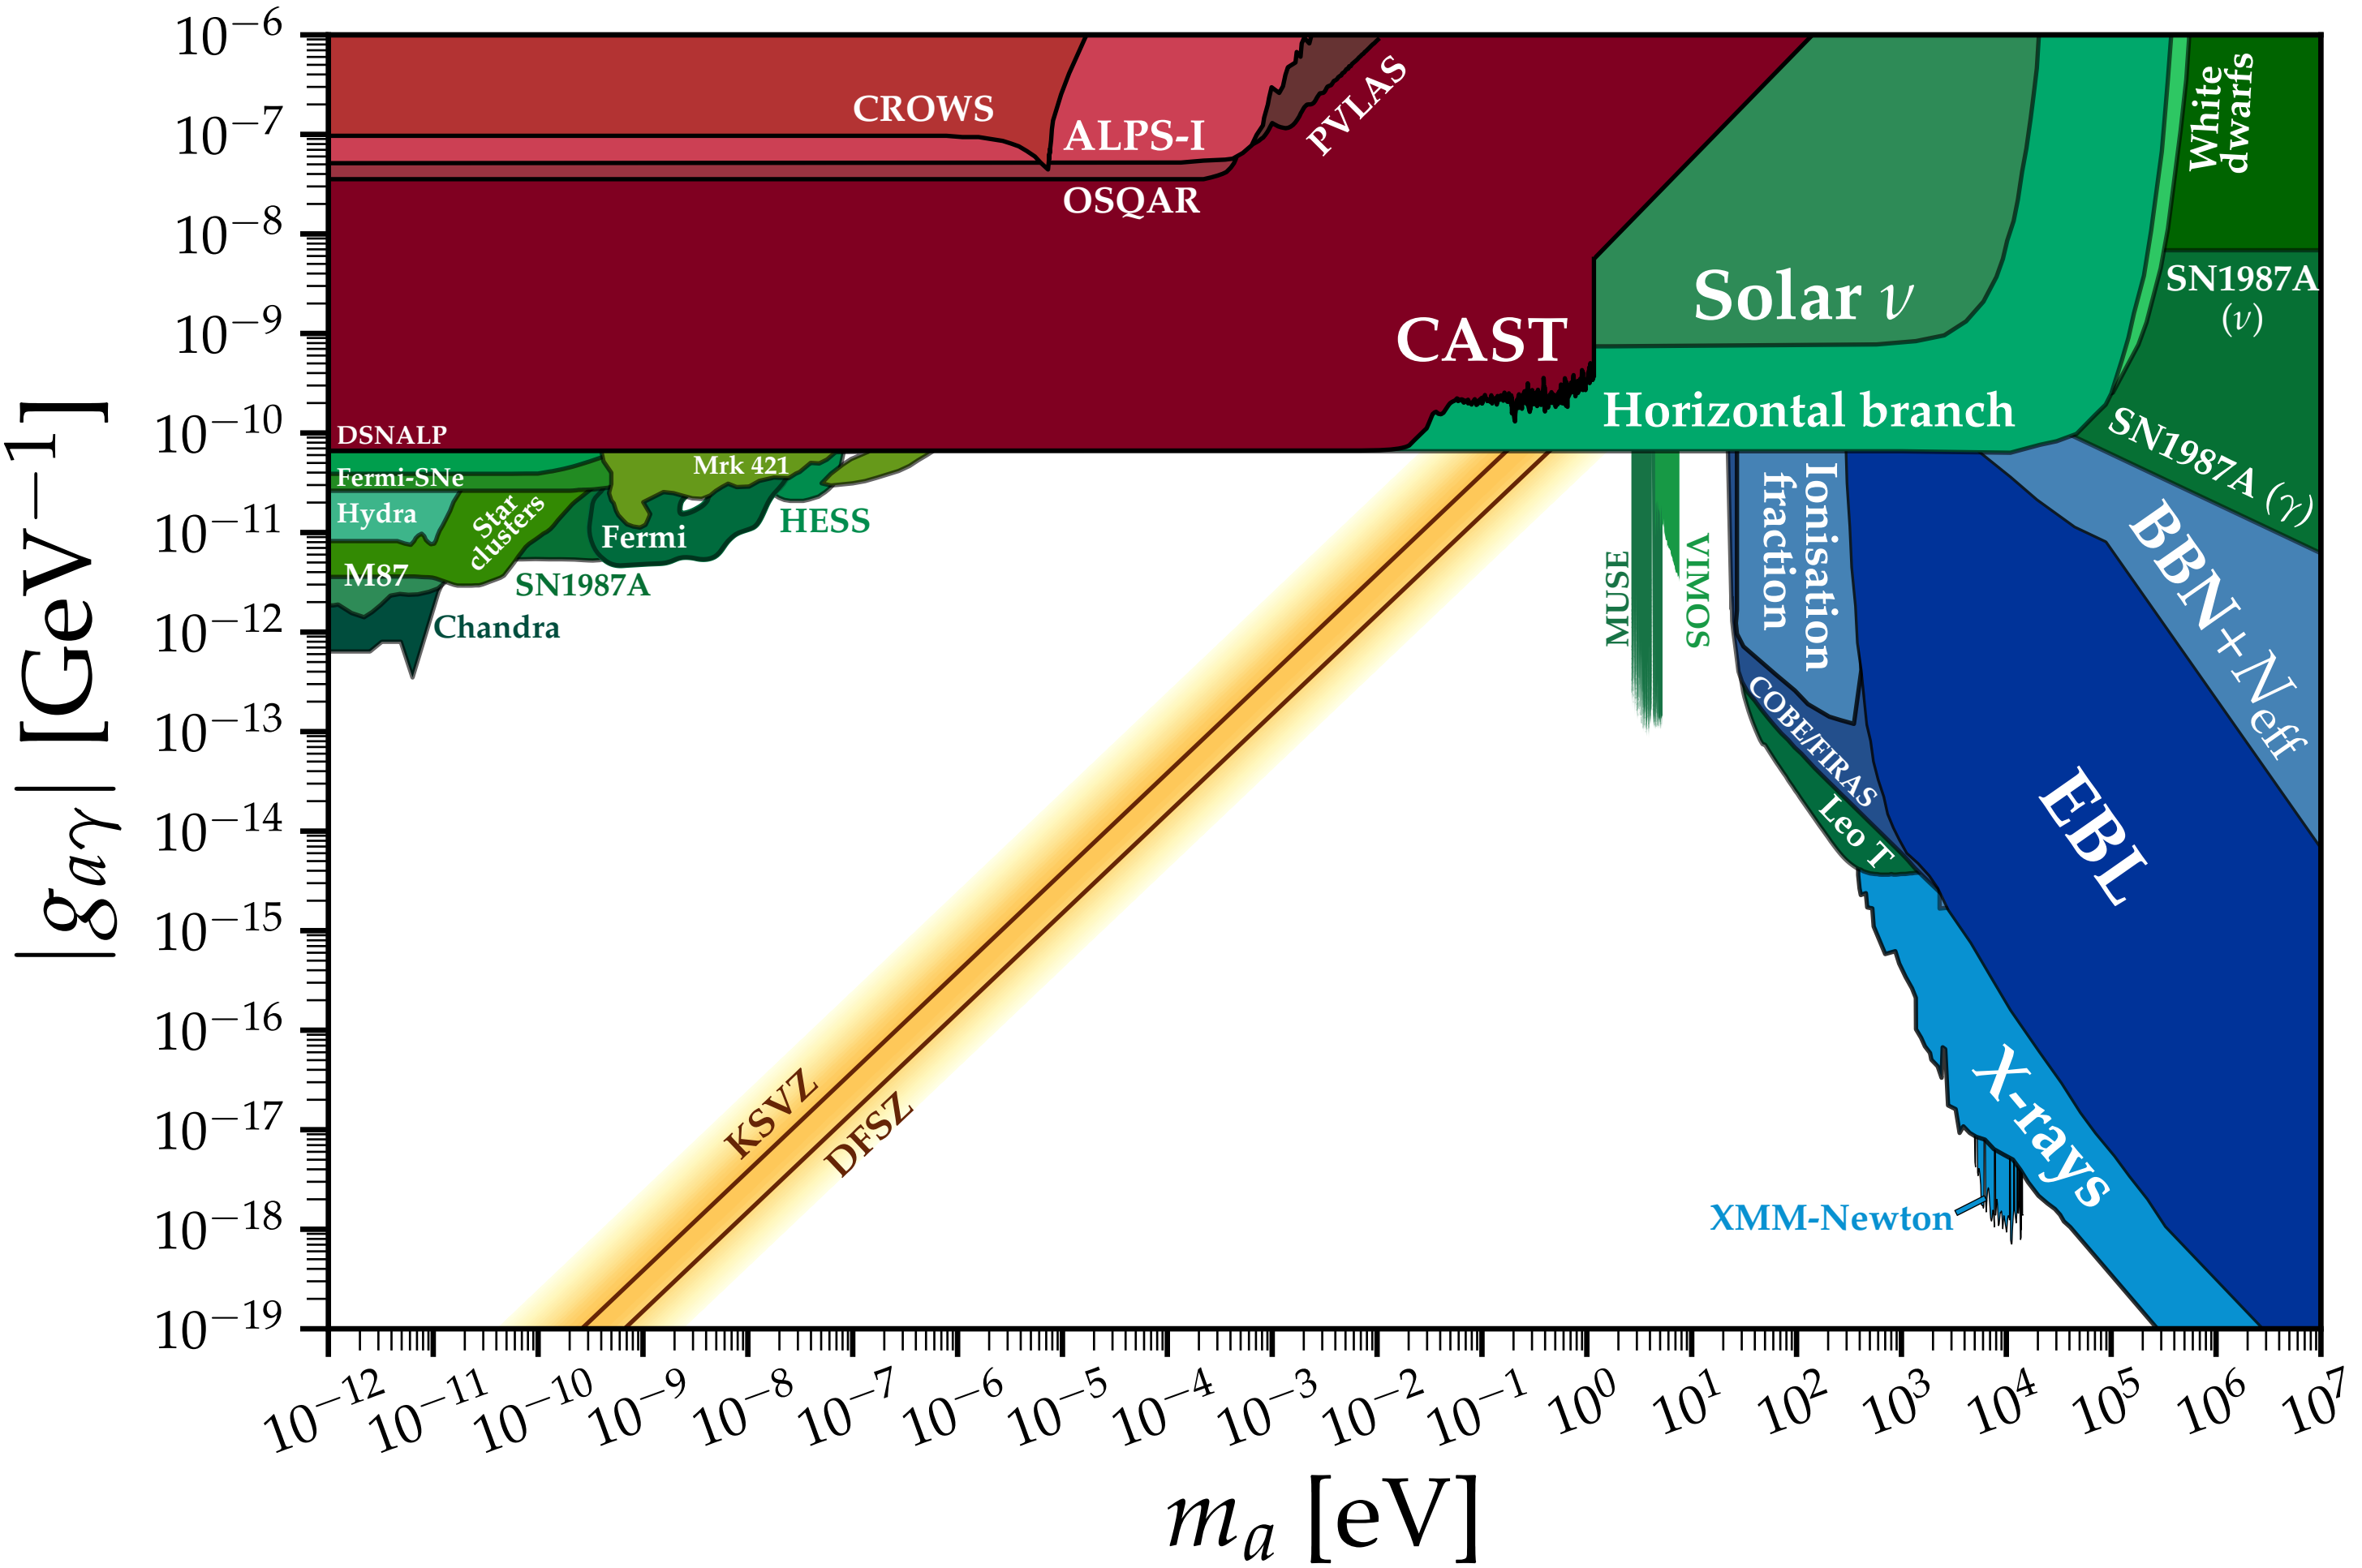 |g_{aγ}| [GeV^{−1}]
10^{−6}
10^{−7}
10^{−8}
10^{−9}
10^{−10}
10^{−11}
10^{−12}
10^{−13}
10^{−14}
10^{−15}
10^{−16}
10^{−17}
10^{−18}
10^{−19}
CROWS
ALPS-I
OSQAR
PVLAS
CAST
Solar ν
Horizontal branch
White
dwarfs
SN1987A
(ν)
SN1987A (γ)
DSNALP
Fermi-SNe
Hydra
M87
Star
clusters
Mrk 421
Fermi
HESS
SN1987A
Chandra
MUSE
VIMOS
Ionisation
fraction
COBE/FIRAS
Leo T
BBN+N_{eff}
EBL
X-rays
XMM-Newton
KSVZ
DFSZ
10^{−12}
10^{−11}
10^{−10}
10^{−9}
10^{−8}
10^{−7}
10^{−6}
10^{−5}
10^{−4}
10^{−3}
10^{−2}
10^{−1}
10^{0}
10^{1}
10^{2}
10^{3}
10^{4}
10^{5}
10^{6}
10^{7}
m_a [eV]